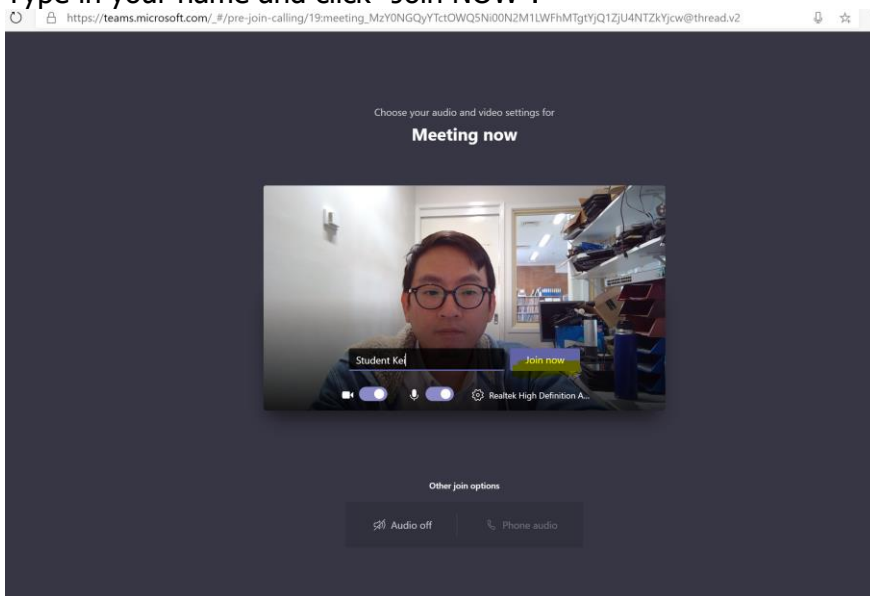 Type in your name and click "Join NOW".
https://teams.microsoft.com/_#/pre-join-calling/19:meeting_MzY0NGQyYTctOWQ5Ni00N2M1LWFhMTgtYjQ1ZjU4NTZkYjcw@thread.v2
Choose your audio and video settings for
Meeting now
Student Kei
Join now
Realtek High Definition A...
Other join options
Audio off
Phone audio